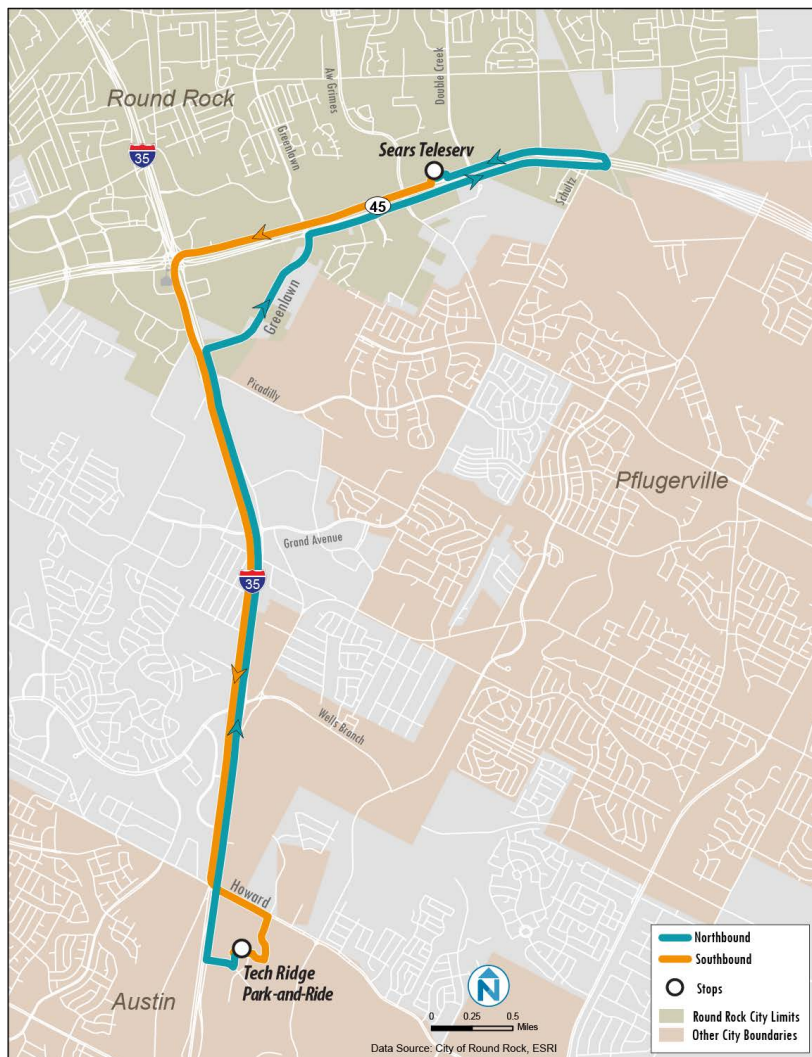 Round Rock
35
Aw Grimes
Double Creek
Greenlawn
Sears Teleserv
45
Schultz
Greenlawn
Picadilly
Pflugerville
Grand Avenue
35
Wells Branch
Howard
Tech Ridge
Park-and-Ride
Austin
N
0 0.25 0.5
Miles
Northbound
Southbound
Stops
Round Rock City Limits
Other City Boundaries
Data Source: City of Round Rock, ESRI